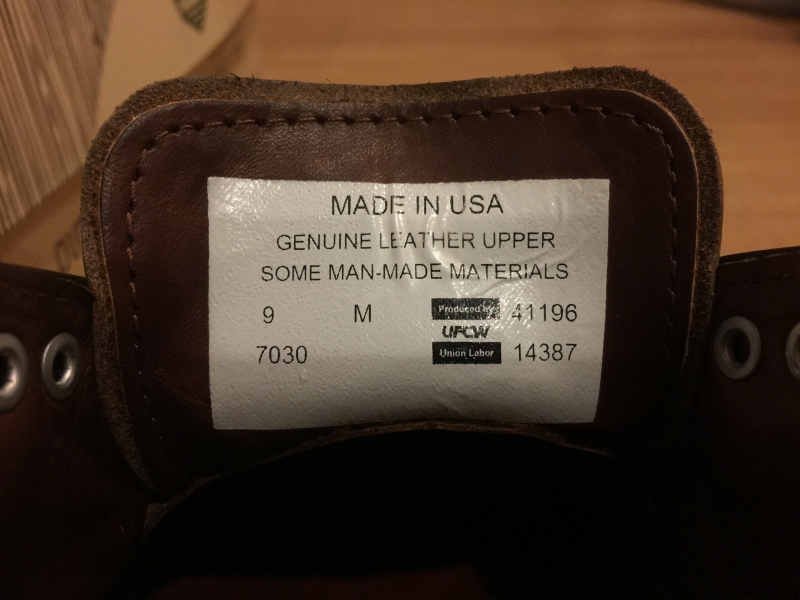 MADE IN USA
GENUINE LEATHER UPPER
SOME MAN-MADE MATERIALS
9 M Produced by 41196
UFCW
7030 Union Labor 14387